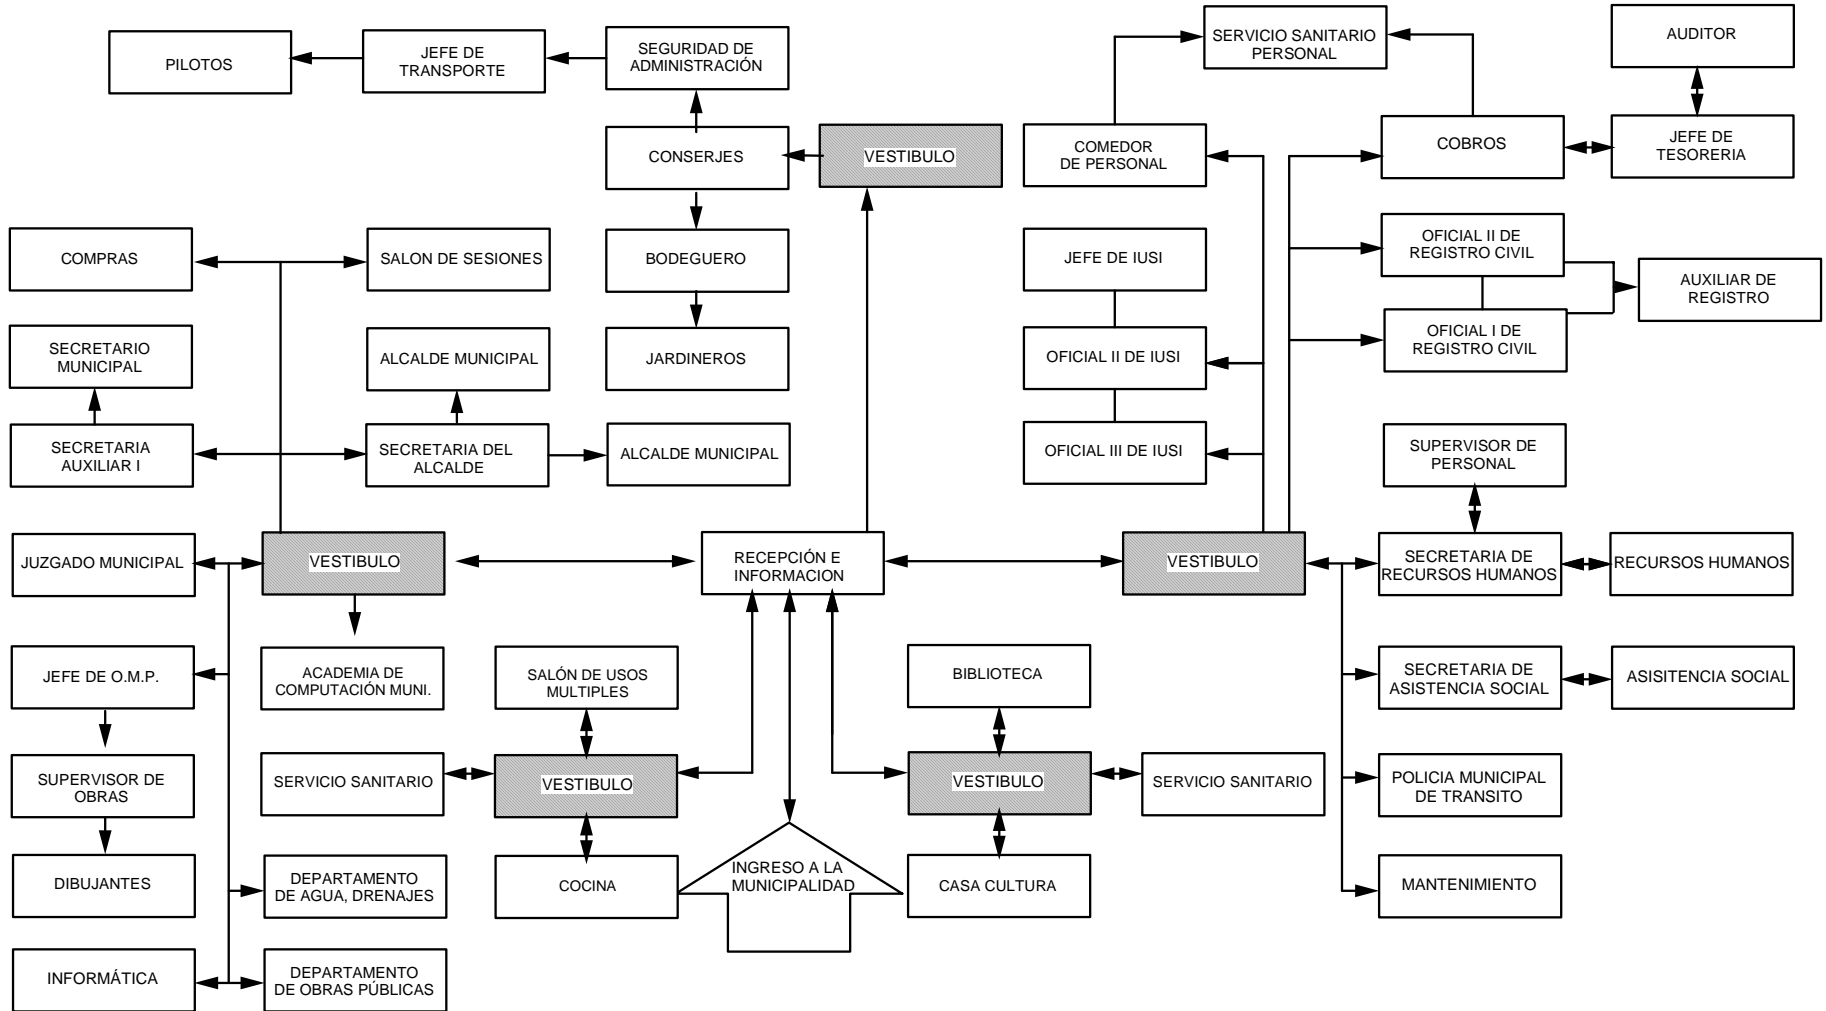 PILOTOS
JEFE DE
TRANSPORTE
SEGURIDAD DE
ADMINISTRACIÓN
SERVICIO SANITARIO
PERSONAL
AUDITOR
CONSERJES
VESTIBULO
COMEDOR
DE PERSONAL
COBROS
JEFE DE
TESORERIA
COMPRAS
SALON DE SESIONES
BODEGUERO
JEFE DE IUSI
OFICIAL II DE
REGISTRO CIVIL
AUXILIAR DE
REGISTRO
SECRETARIO
MUNICIPAL
ALCALDE MUNICIPAL
JARDINEROS
OFICIAL II DE IUSI
OFICIAL I DE
REGISTRO CIVIL
SECRETARIA
AUXILIAR I
SECRETARIA DEL
ALCALDE
ALCALDE MUNICIPAL
OFICIAL III DE IUSI
SUPERVISOR DE
PERSONAL
JUZGADO MUNICIPAL
VESTIBULO
RECEPCIÓN E
INFORMACION
VESTIBULO
SECRETARIA DE
RECURSOS HUMANOS
RECURSOS HUMANOS
JEFE DE O.M.P.
ACADEMIA DE
COMPUTACIÓN MUNI.
SALÓN DE USOS
MULTIPLES
BIBLIOTECA
SECRETARIA DE
ASISTENCIA SOCIAL
ASISITENCIA SOCIAL
SUPERVISOR DE
OBRAS
SERVICIO SANITARIO
VESTIBULO
VESTIBULO
SERVICIO SANITARIO
POLICIA MUNICIPAL
DE TRANSITO
DIBUJANTES
DEPARTAMENTO
DE AGUA, DRENAJES
COCINA
INGRESO A LA
MUNICIPALIDAD
CASA CULTURA
MANTENIMIENTO
INFORMÁTICA
DEPARTAMENTO
DE OBRAS PÚBLICAS